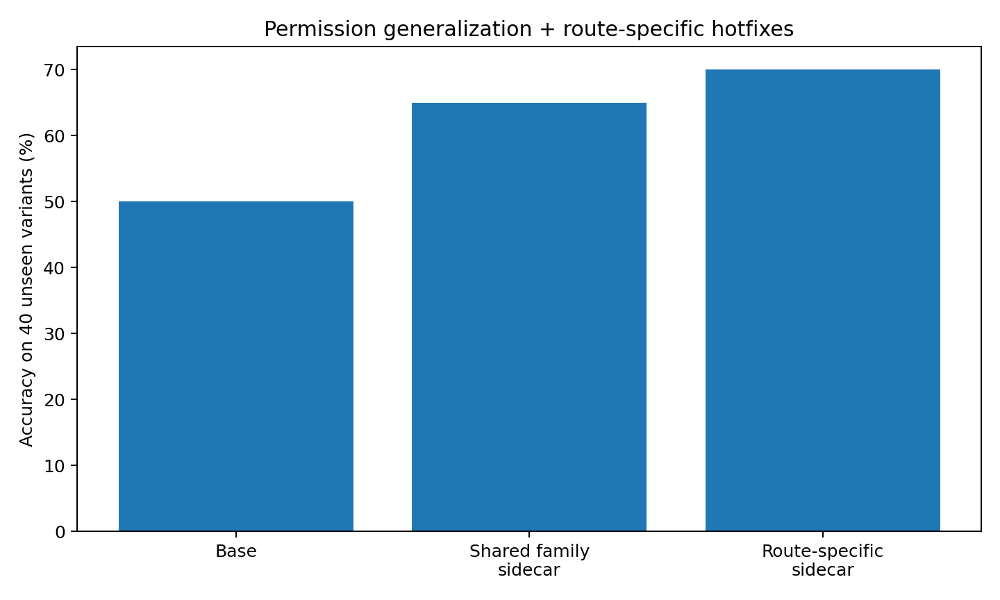 Permission generalization + route-specific hotfixes
Accuracy on 40 unseen variants (%)
70
60
50
40
30
20
10
0
Base
Shared family
sidecar
Route-specific
sidecar